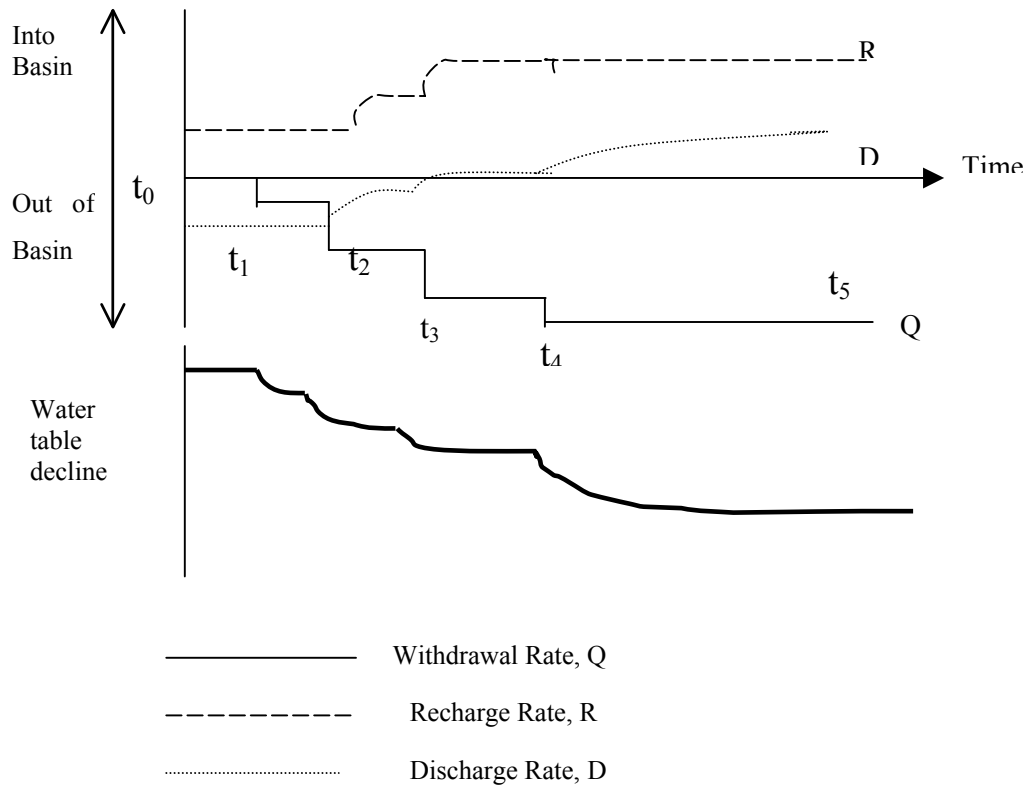 Into
Basin
R
D
Time
t0
Out of
Basin
t1
t2
t3
t4
t5
Q
Water
table
decline
Withdrawal Rate, Q
Recharge Rate, R
Discharge Rate, D